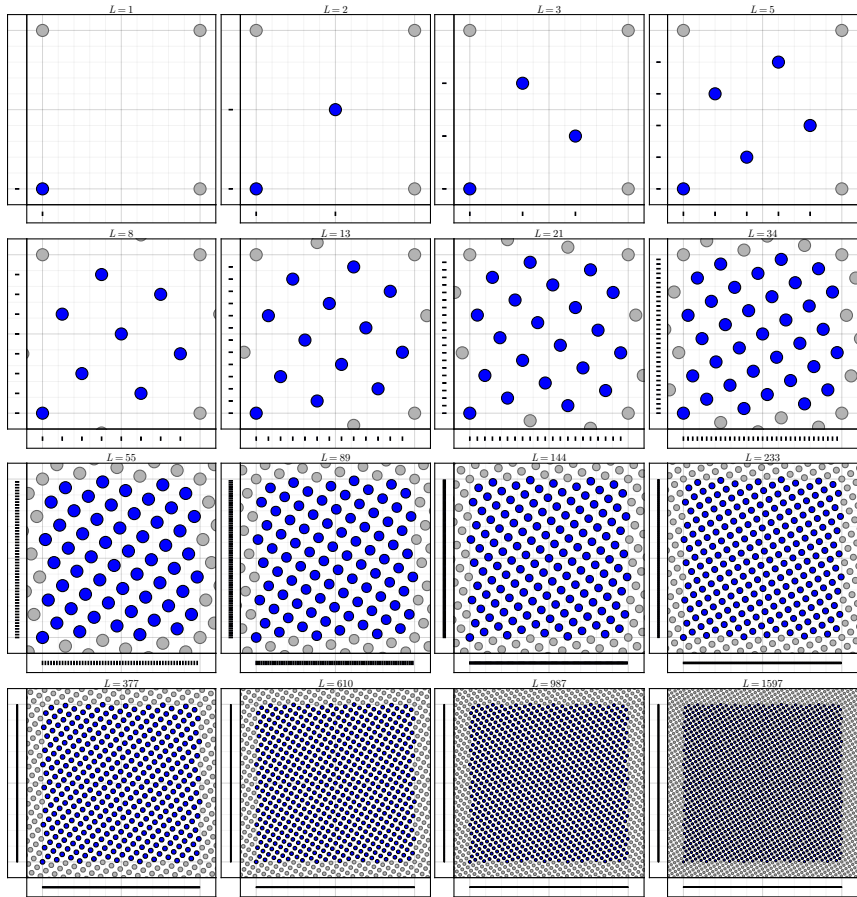 L = 1
L = 2
L = 3
L = 5
L = 8
L = 13
L = 21
L = 34
L = 55
L = 89
L = 144
L = 233
L = 377
L = 610
L = 987
L = 1597